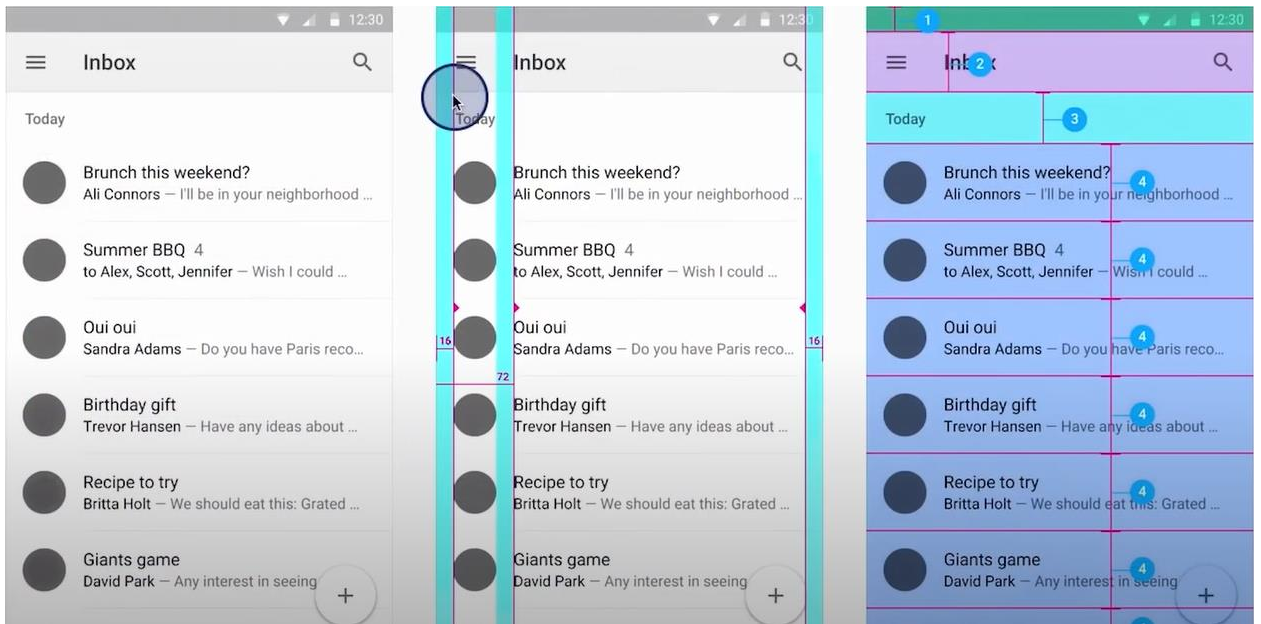 12:30
Inbox
Today
Brunch this weekend?
Ali Connors — I'll be in your neighborhood ...
Summer BBQ 4
to Alex, Scott, Jennifer — Wish I could ...
Oui oui
Sandra Adams — Do you have Paris reco...
Birthday gift
Trevor Hansen — Have any ideas about ...
Recipe to try
Britta Holt — We should eat this: Grated ...
Giants game
David Park — Any interest in seeing
+
12:30
Inbox
Today
Brunch this weekend?
Ali Connors — I'll be in your neighborhood ...
Summer BBQ 4
to Alex, Scott, Jennifer — Wish I could ...
Oui oui
16
16
Sandra Adams — Do you have Paris reco...
72
Birthday gift
Trevor Hansen — Have any ideas about ...
Recipe to try
Britta Holt — We should eat this: Grated ...
Giants game
David Park — Any interest in seeing
+
1
12:30
Inbox
2
Today
3
Brunch this weekend?
4
Ali Connors — I'll be in your neighborhood ...
Summer BBQ 4
4
to Alex, Scott, Jennifer — Wish I could ...
Oui oui
4
Sandra Adams — Do you have Paris reco...
Birthday gift
4
Trevor Hansen — Have any ideas about ...
Recipe to try
4
Britta Holt — We should eat this: Grated ...
Giants game
4
David Park — Any interest in seeing
+